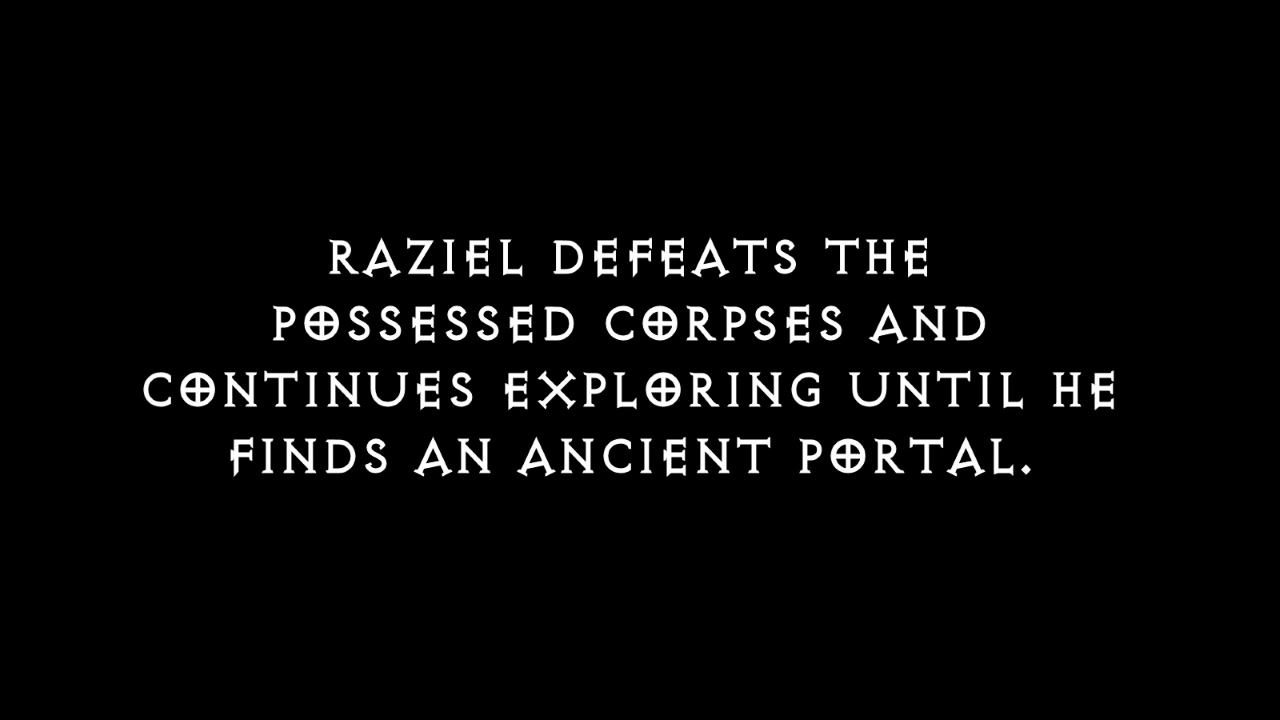 RAZIEL DEFEATS THE
POSSESSED CORPSES AND
CONTINUES EXPLORING UNTIL HE
FINDS AN ANCIENT PORTAL.